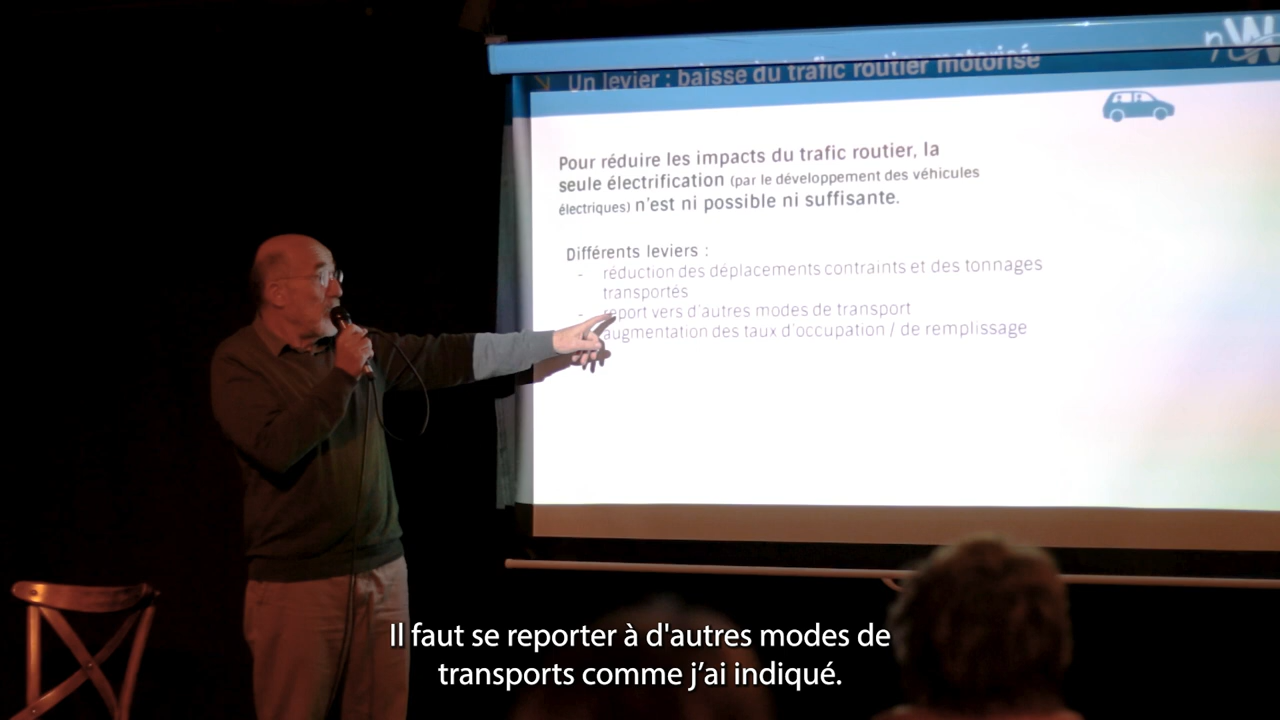 nW
Un levier : baisse du trafic routier motorisé
Pour réduire les impacts du trafic routier, la
seule électrification (par le développement des véhicules
électriques) n'est ni possible ni suffisante.
Différents leviers :
- réduction des déplacements contraints et des tonnages
transportés
- report vers d'autres modes de transport
augmentation des taux d'occupation / de remplissage
Il faut se reporter à d'autres modes de
transports comme j'ai indiqué.